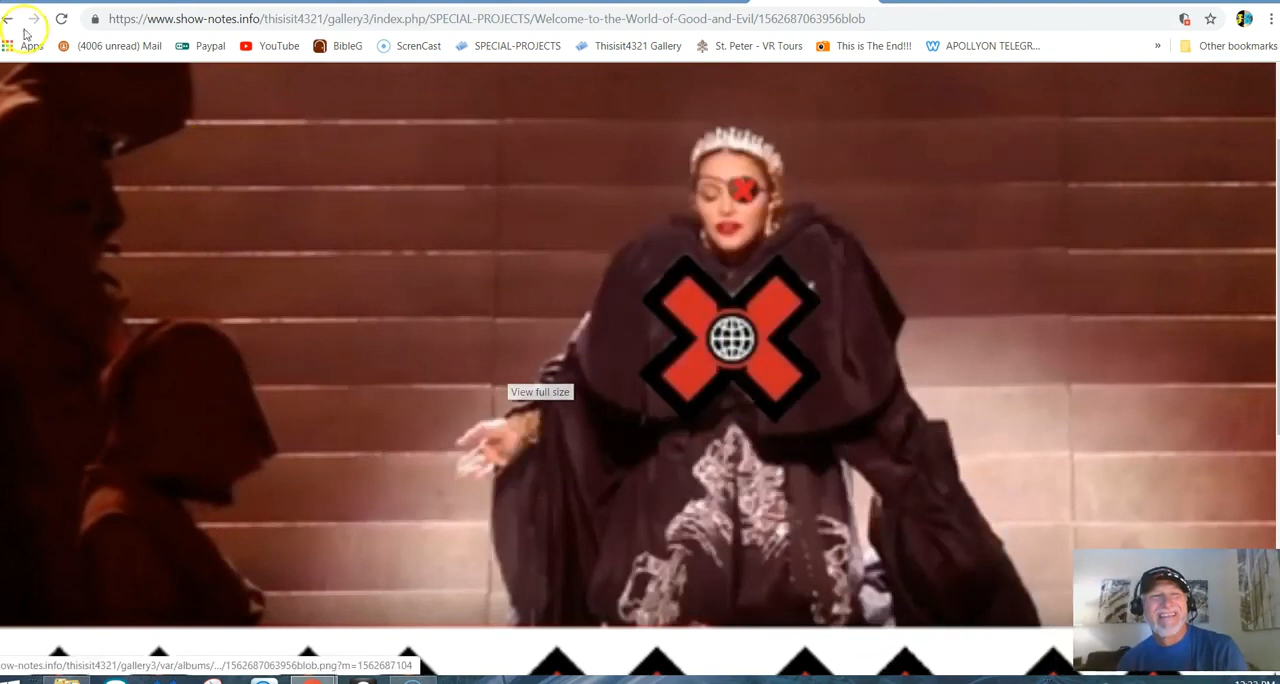 https://www.show-notes.info/thisisit4321/gallery3/index.php/SPECIAL-PROJECTS/Welcome-to-the-World-of-Good-and-Evil/1562687063956blob
Apps (4006 unread) Mail Paypal YouTube BibleG ScrenCast SPECIAL-PROJECTS Thisisit4321 Gallery St. Peter - VR Tours This is The End!!! APOLLYON TELEGR... » Other bookmarks
View full size
ow-notes.info/thisisit4321/gallery3/var/albums/.../1562687063956blob.png?m=1562687104
12:33 PM